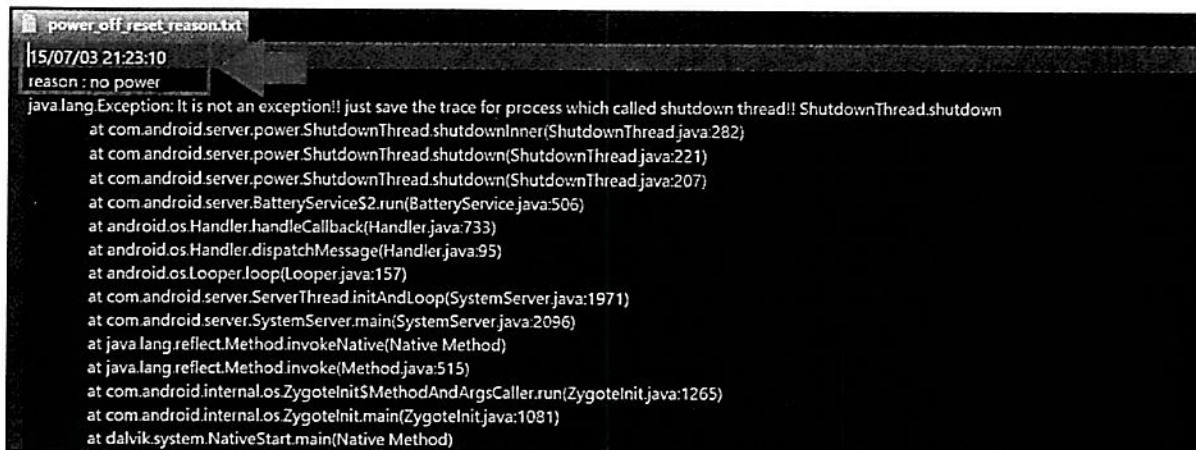 power_off_reset_reason.txt
15/07/03 21:23:10
reason : no power
java.lang.Exception: It is not an exception!! just save the trace for process which called shutdown thread!! ShutdownThread.shutdown
at com.android.server.power.ShutdownThread.shutdownInner(ShutdownThread.java:282)
at com.android.server.power.ShutdownThread.shutdown(ShutdownThread.java:221)
at com.android.server.power.ShutdownThread.shutdown(ShutdownThread.java:207)
at com.android.server.BatteryService$2.run(BatteryService.java:506)
at android.os.Handler.handleCallback(Handler.java:733)
at android.os.Handler.dispatchMessage(Handler.java:95)
at android.os.Looper.loop(Looper.java:157)
at com.android.server.ServerThread.initAndLoop(SystemServer.java:1971)
at com.android.server.SystemServer.main(SystemServer.java:2096)
at java.lang.reflect.Method.invokeNative(Native Method)
at java.lang.reflect.Method.invoke(Method.java:515)
at com.android.internal.os.ZygoteInit$MethodAndArgsCaller.run(ZygoteInit.java:1265)
at com.android.internal.os.ZygoteInit.main(ZygoteInit.java:1081)
at dalvik.system.NativeStart.main(Native Method)